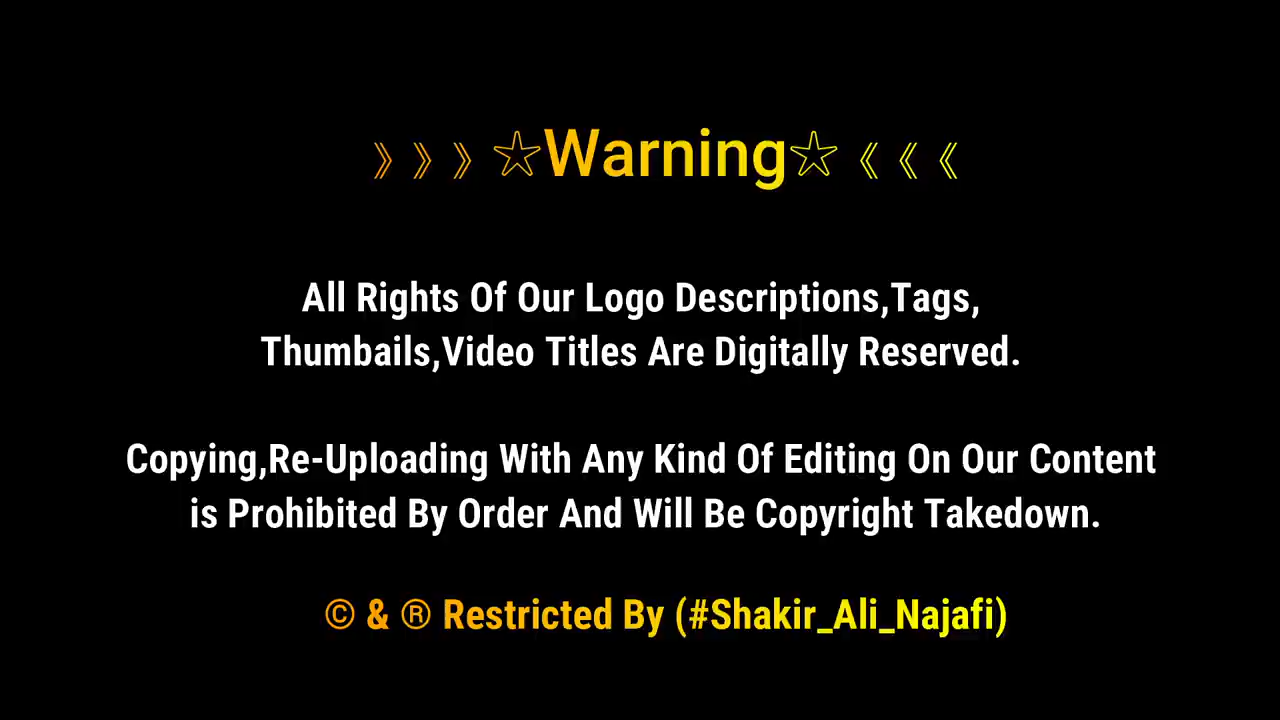 》》》☆Warning☆《《《
All Rights Of Our Logo Descriptions,Tags,
Thumbails,Video Titles Are Digitally Reserved.
Copying,Re-Uploading With Any Kind Of Editing On Our Content
is Prohibited By Order And Will Be Copyright Takedown.
© & ® Restricted By (#Shakir_Ali_Najafi)